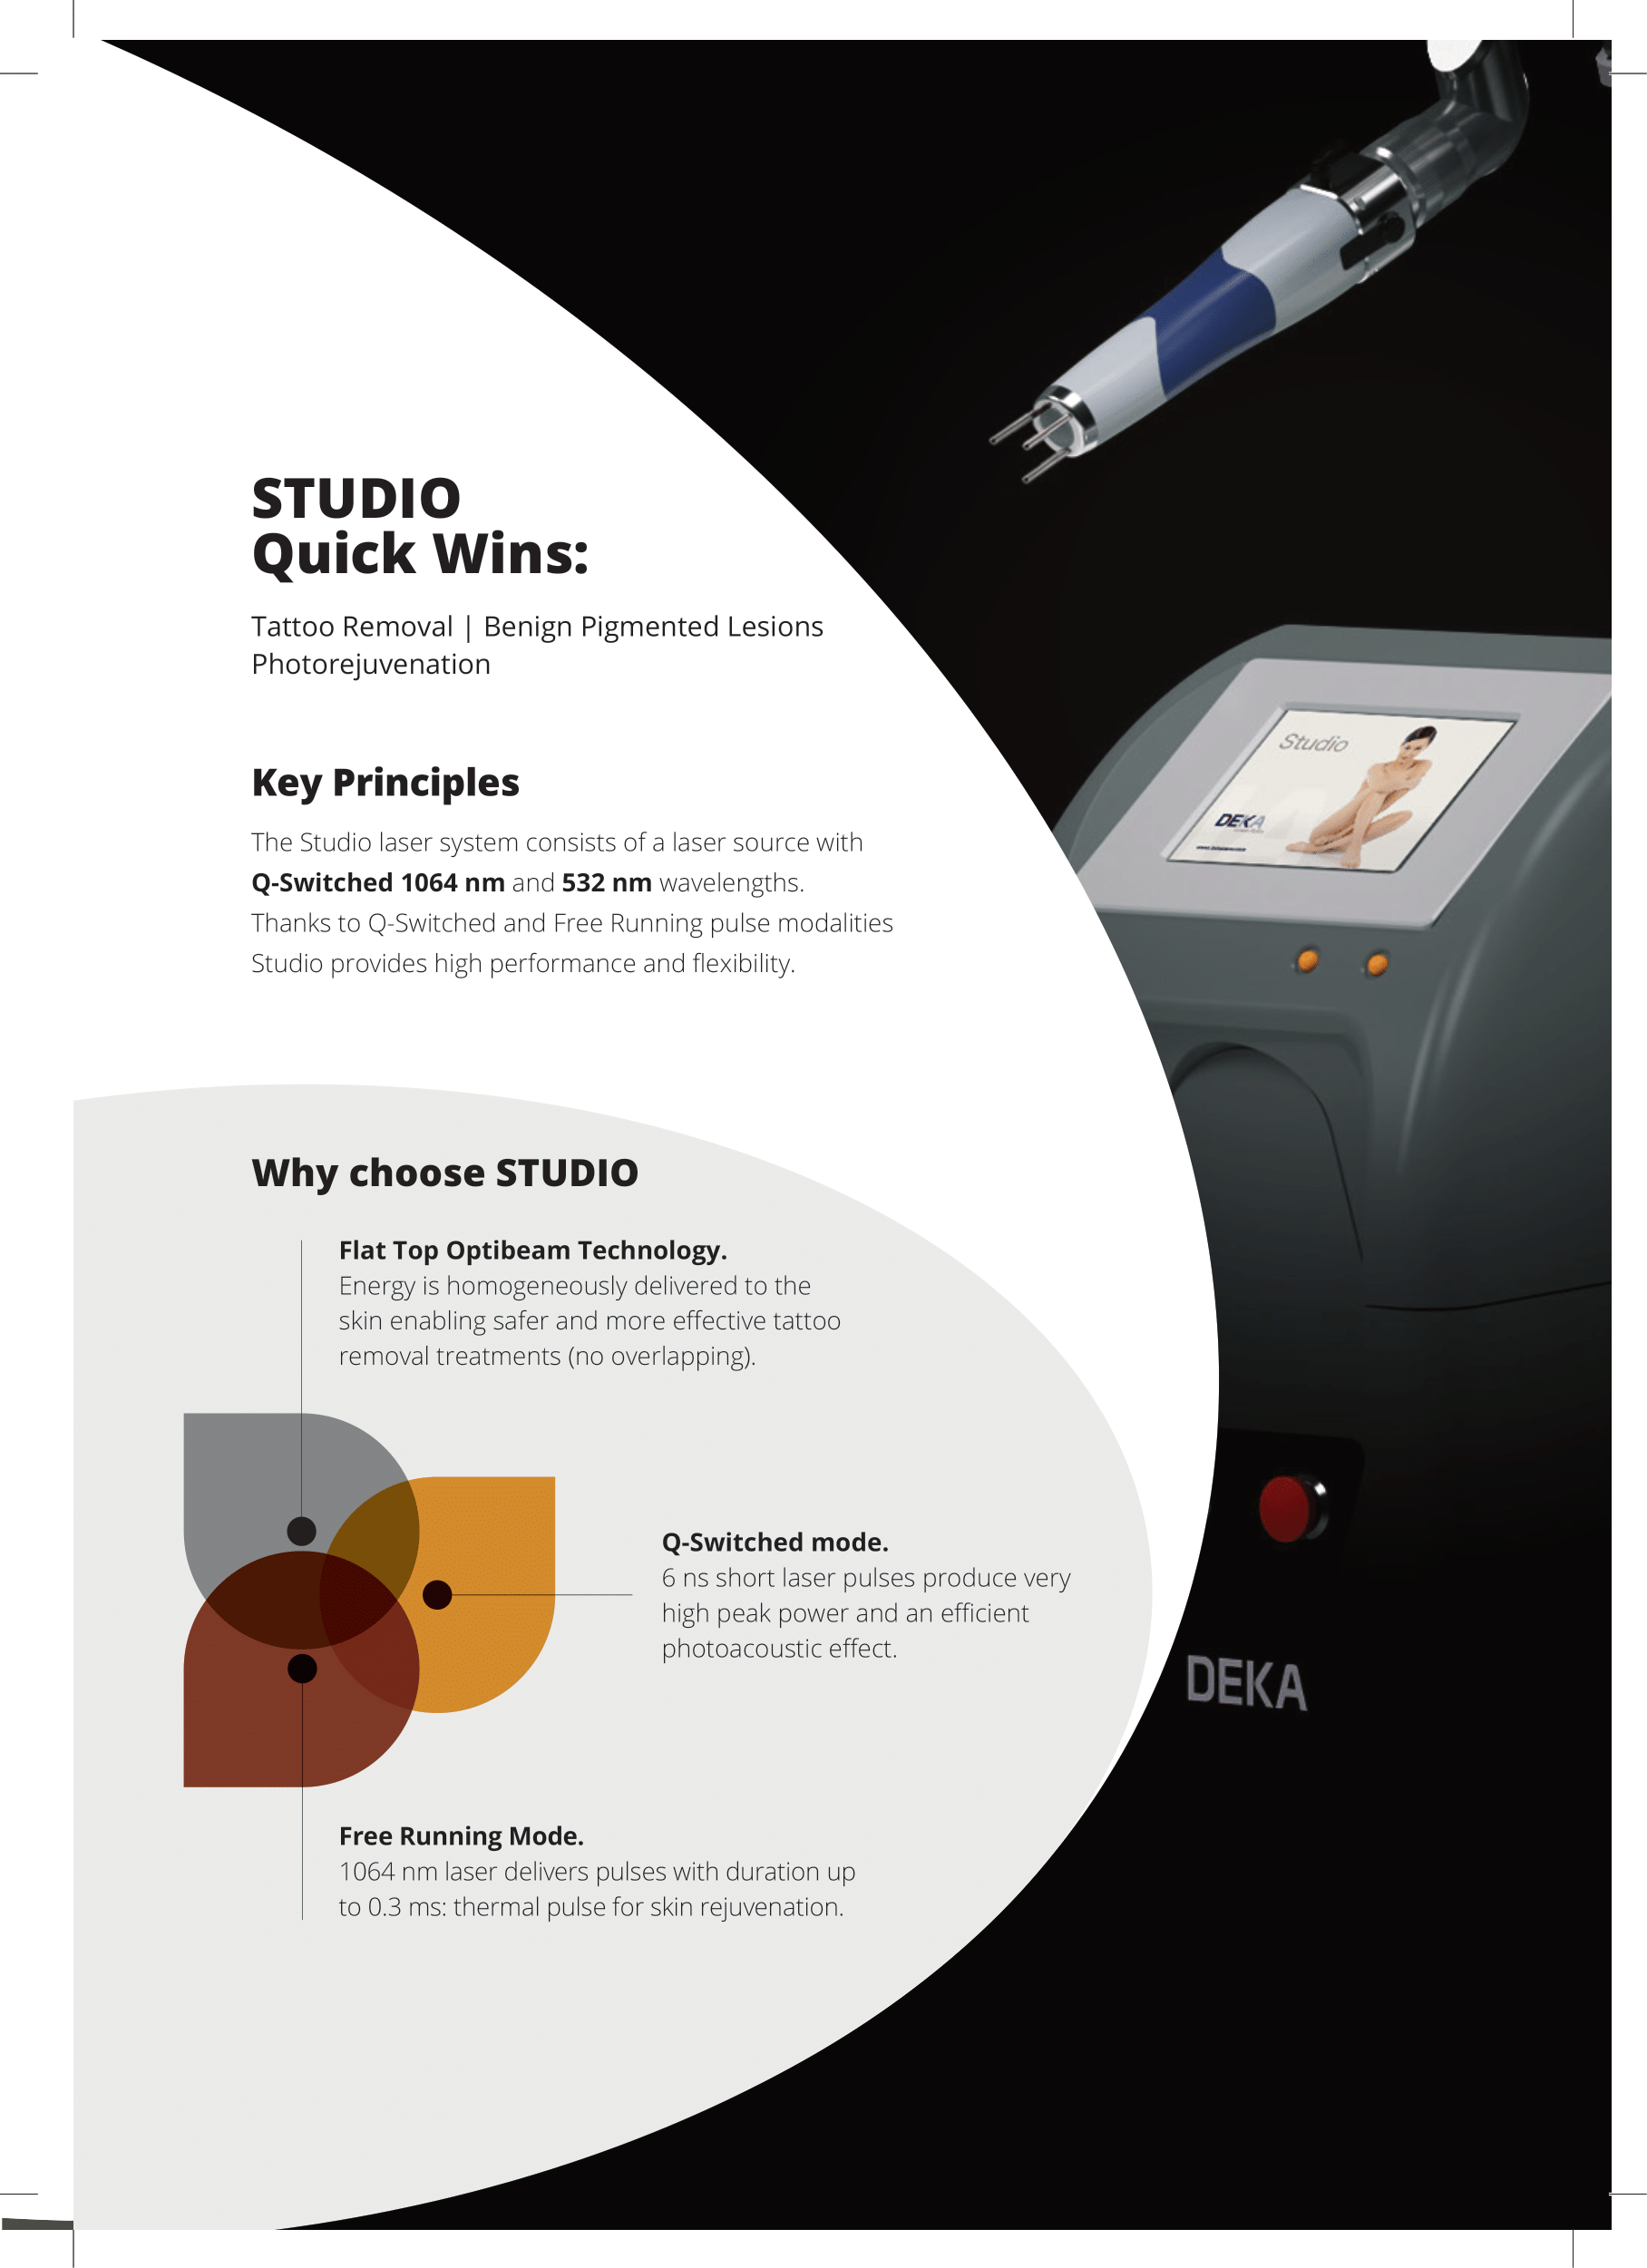 STUDIO
Quick Wins:
Tattoo Removal | Benign Pigmented Lesions
Photorejuvenation
Key Principles
The Studio laser system consists of a laser source with
Q-Switched 1064 nm and 532 nm wavelengths.
Thanks to Q-Switched and Free Running pulse modalities
Studio provides high performance and flexibility.
Studio
DEKA
Why choose STUDIO
Flat Top Optibeam Technology.
Energy is homogeneously delivered to the
skin enabling safer and more effective tattoo
removal treatments (no overlapping).
Q-Switched mode.
6 ns short laser pulses produce very
high peak power and an efficient
photoacoustic effect.
DEKA
Free Running Mode.
1064 nm laser delivers pulses with duration up
to 0.3 ms: thermal pulse for skin rejuvenation.